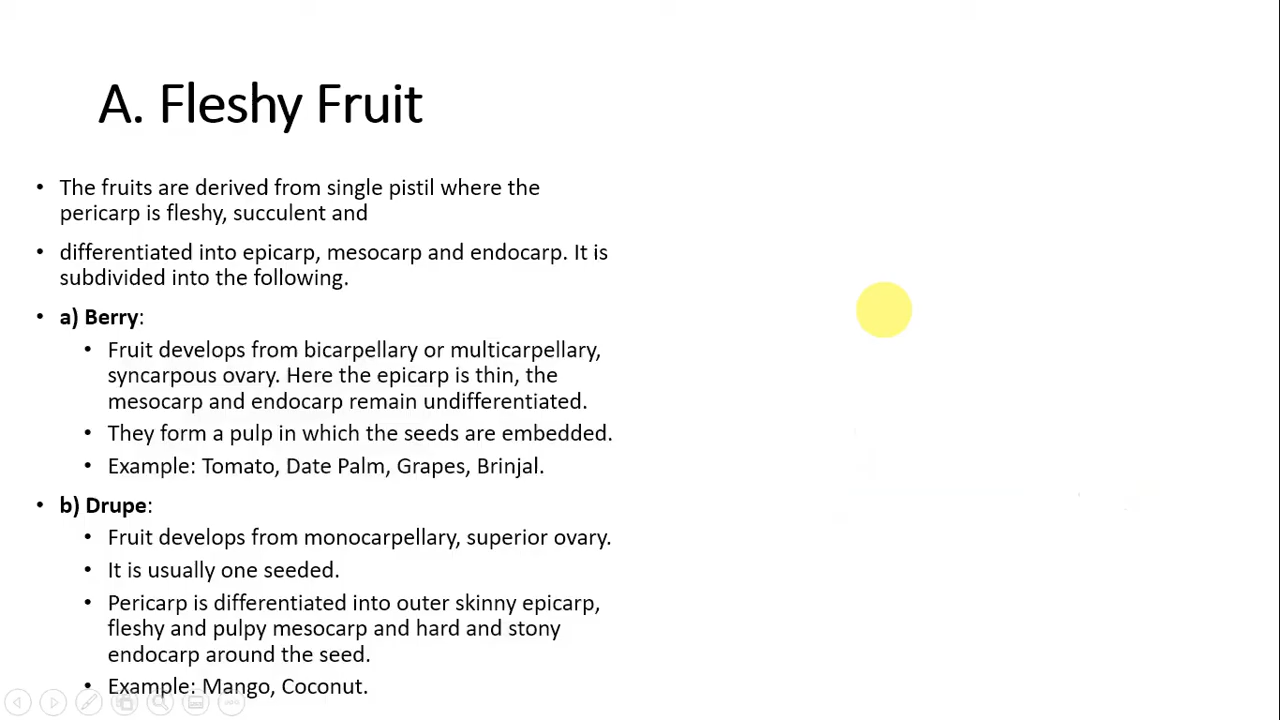 A. Fleshy Fruit
• The fruits are derived from single pistil where the
pericarp is fleshy, succulent and
• differentiated into epicarp, mesocarp and endocarp. It is
subdivided into the following.
• a) Berry:
• Fruit develops from bicarpellary or multicarpellary,
syncarpous ovary. Here the epicarp is thin, the
mesocarp and endocarp remain undifferentiated.
• They form a pulp in which the seeds are embedded.
• Example: Tomato, Date Palm, Grapes, Brinjal.
• b) Drupe:
• Fruit develops from monocarpellary, superior ovary.
• It is usually one seeded.
• Pericarp is differentiated into outer skinny epicarp,
fleshy and pulpy mesocarp and hard and stony
endocarp around the seed.
• Example: Mango, Coconut.